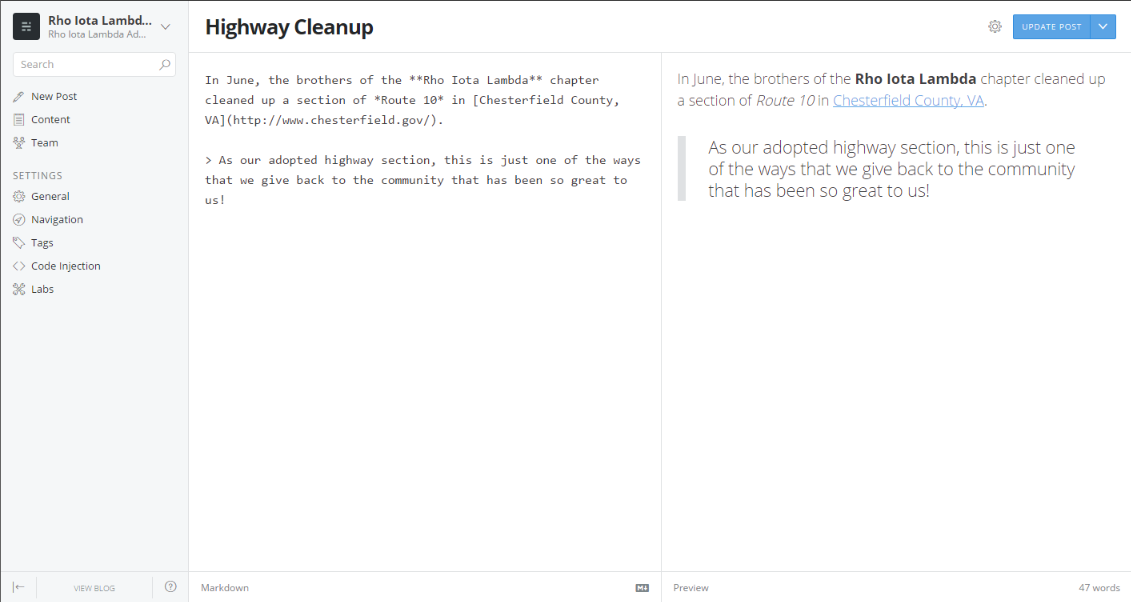 Rho Iota Lambd...
Rho Iota Lambda Ad...
Search
New Post
Content
Team
SETTINGS
General
Navigation
Tags
Code Injection
Labs
VIEW BLOG
?
Highway Cleanup
UPDATE POST
In June, the brothers of the **Rho Iota Lambda** chapter
cleaned up a section of *Route 10* in [Chesterfield County,
VA](http://www.chesterfield.gov/).
> As our adopted highway section, this is just one of the ways
that we give back to the community that has been so great to
us!
Markdown
M
In June, the brothers of the Rho Iota Lambda chapter cleaned up
a section of Route 10 in Chesterfield County, VA.
As our adopted highway section, this is just one
of the ways that we give back to the community
that has been so great to us!
Preview
47 words